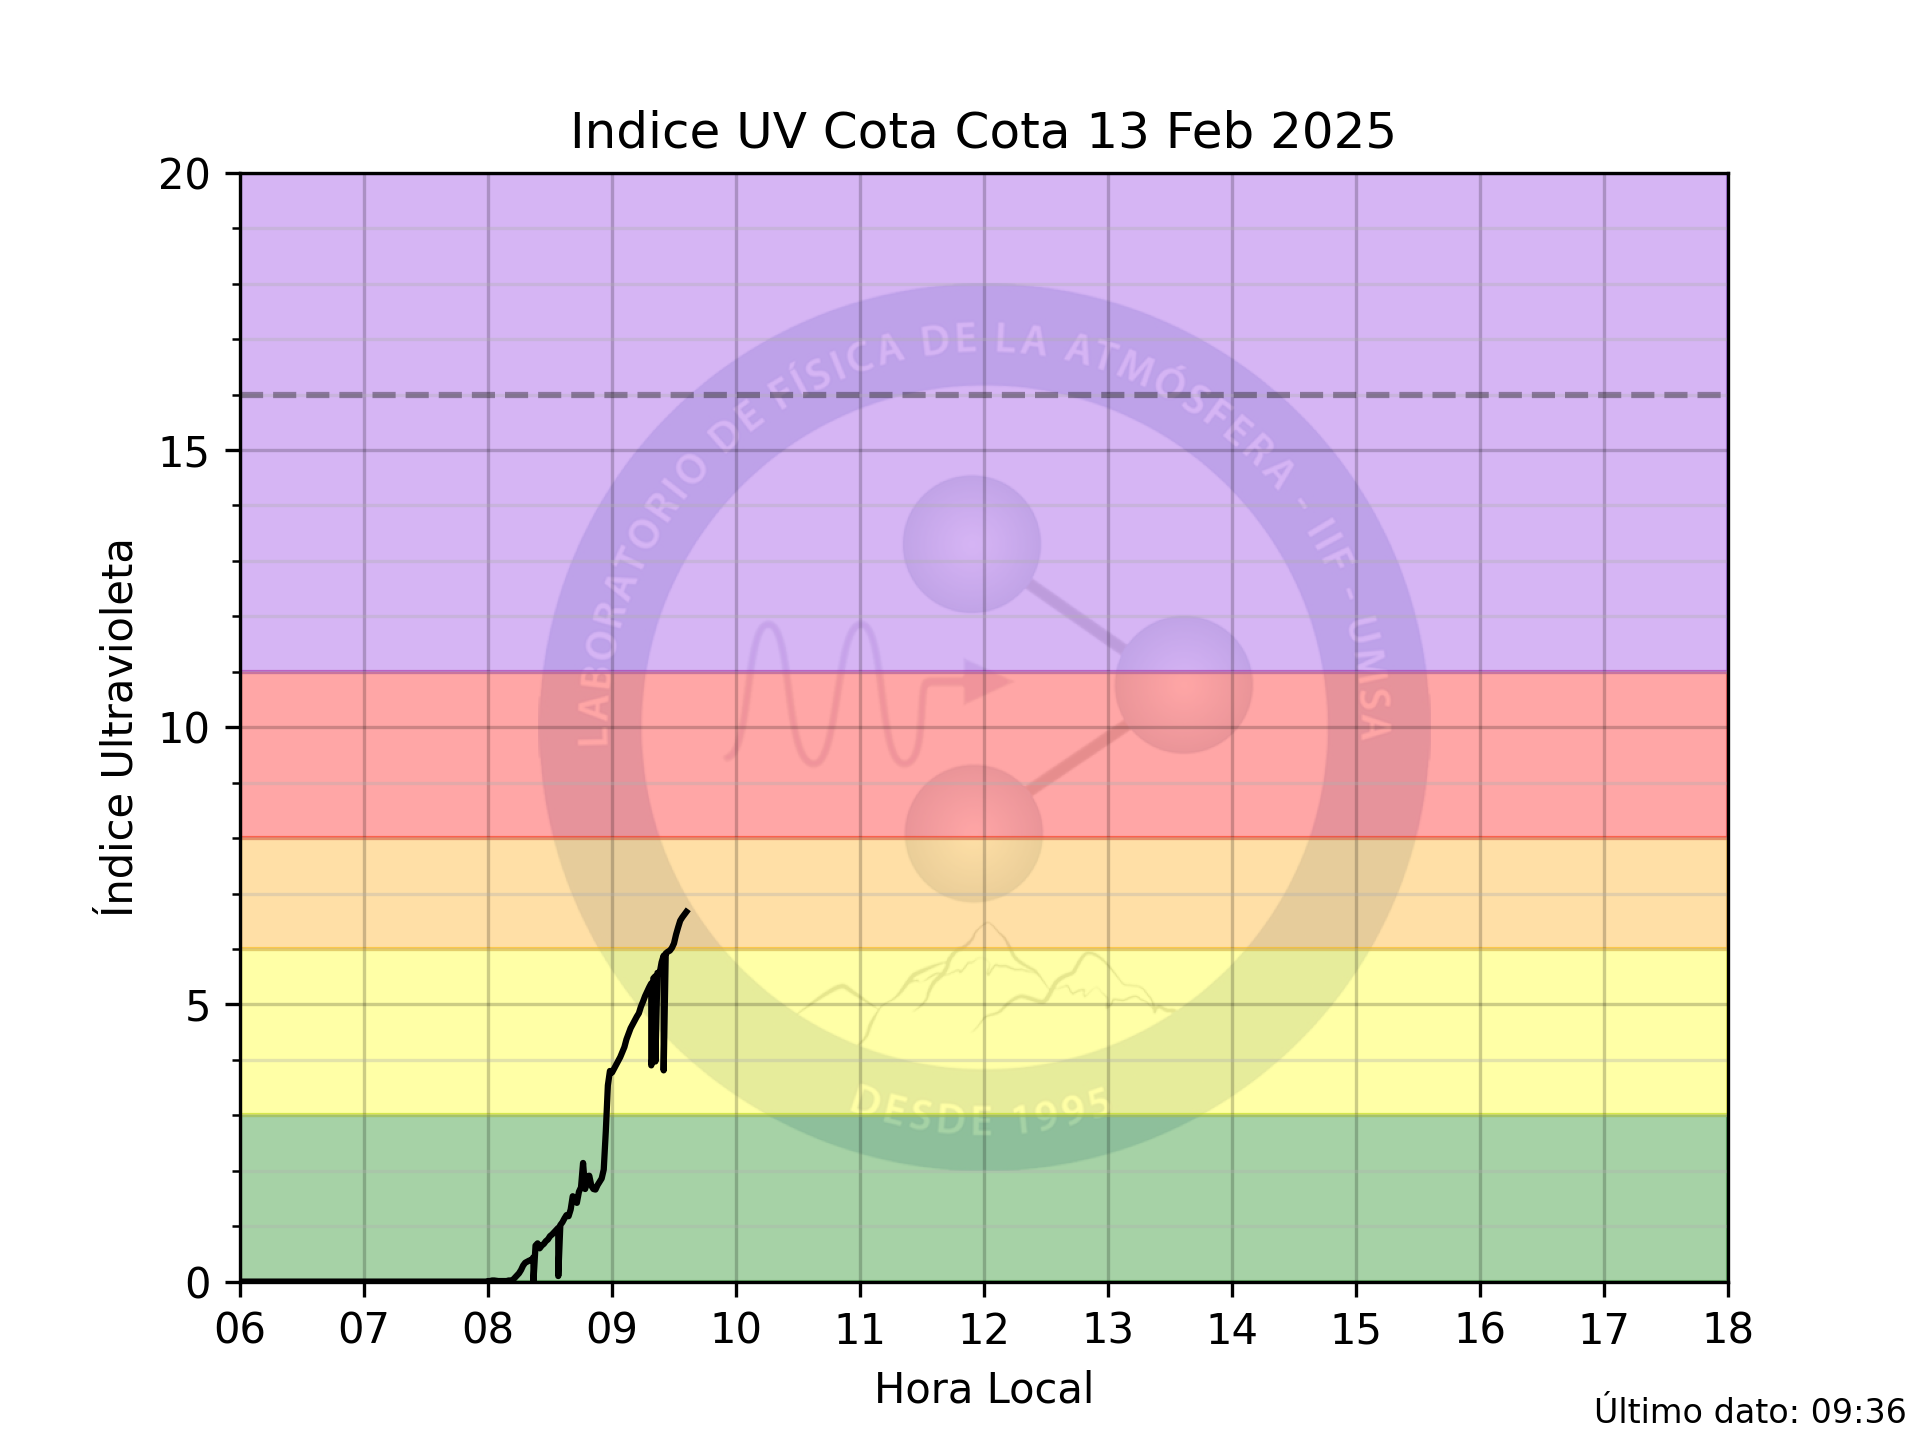 Indice UV Cota Cota 13 Feb 2025
20
15
10
5
0
Índice Ultravioleta
LABORATORIO DE FÍSICA DE LA ATMÓSFERA - IIF - UMSA
DESDE 1995
06 07 08 09 10 11 12 13 14 15 16 17 18
Hora Local
Último dato: 09:36